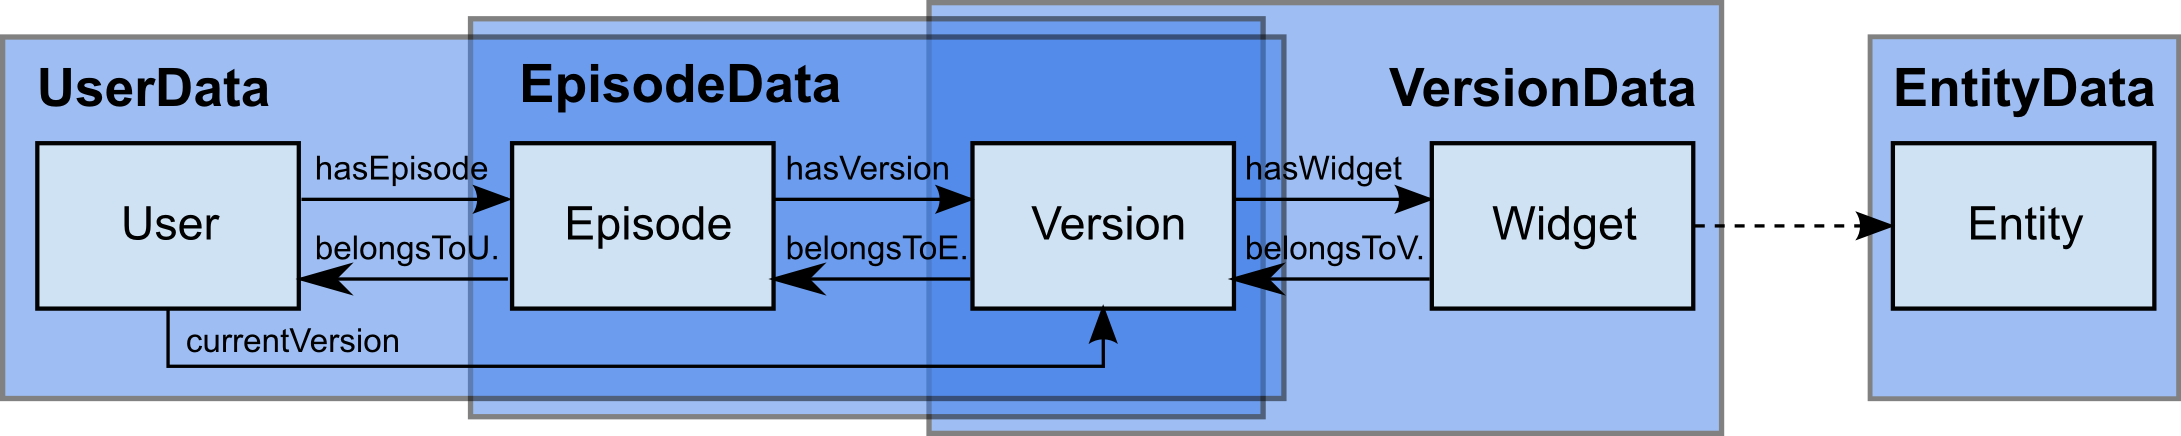 UserData
EpisodeData
VersionData
EntityData
User
hasEpisode
belongsToU.
Episode
hasVersion
belongsToE.
Version
hasWidget
belongsToV.
Widget
Entity
currentVersion